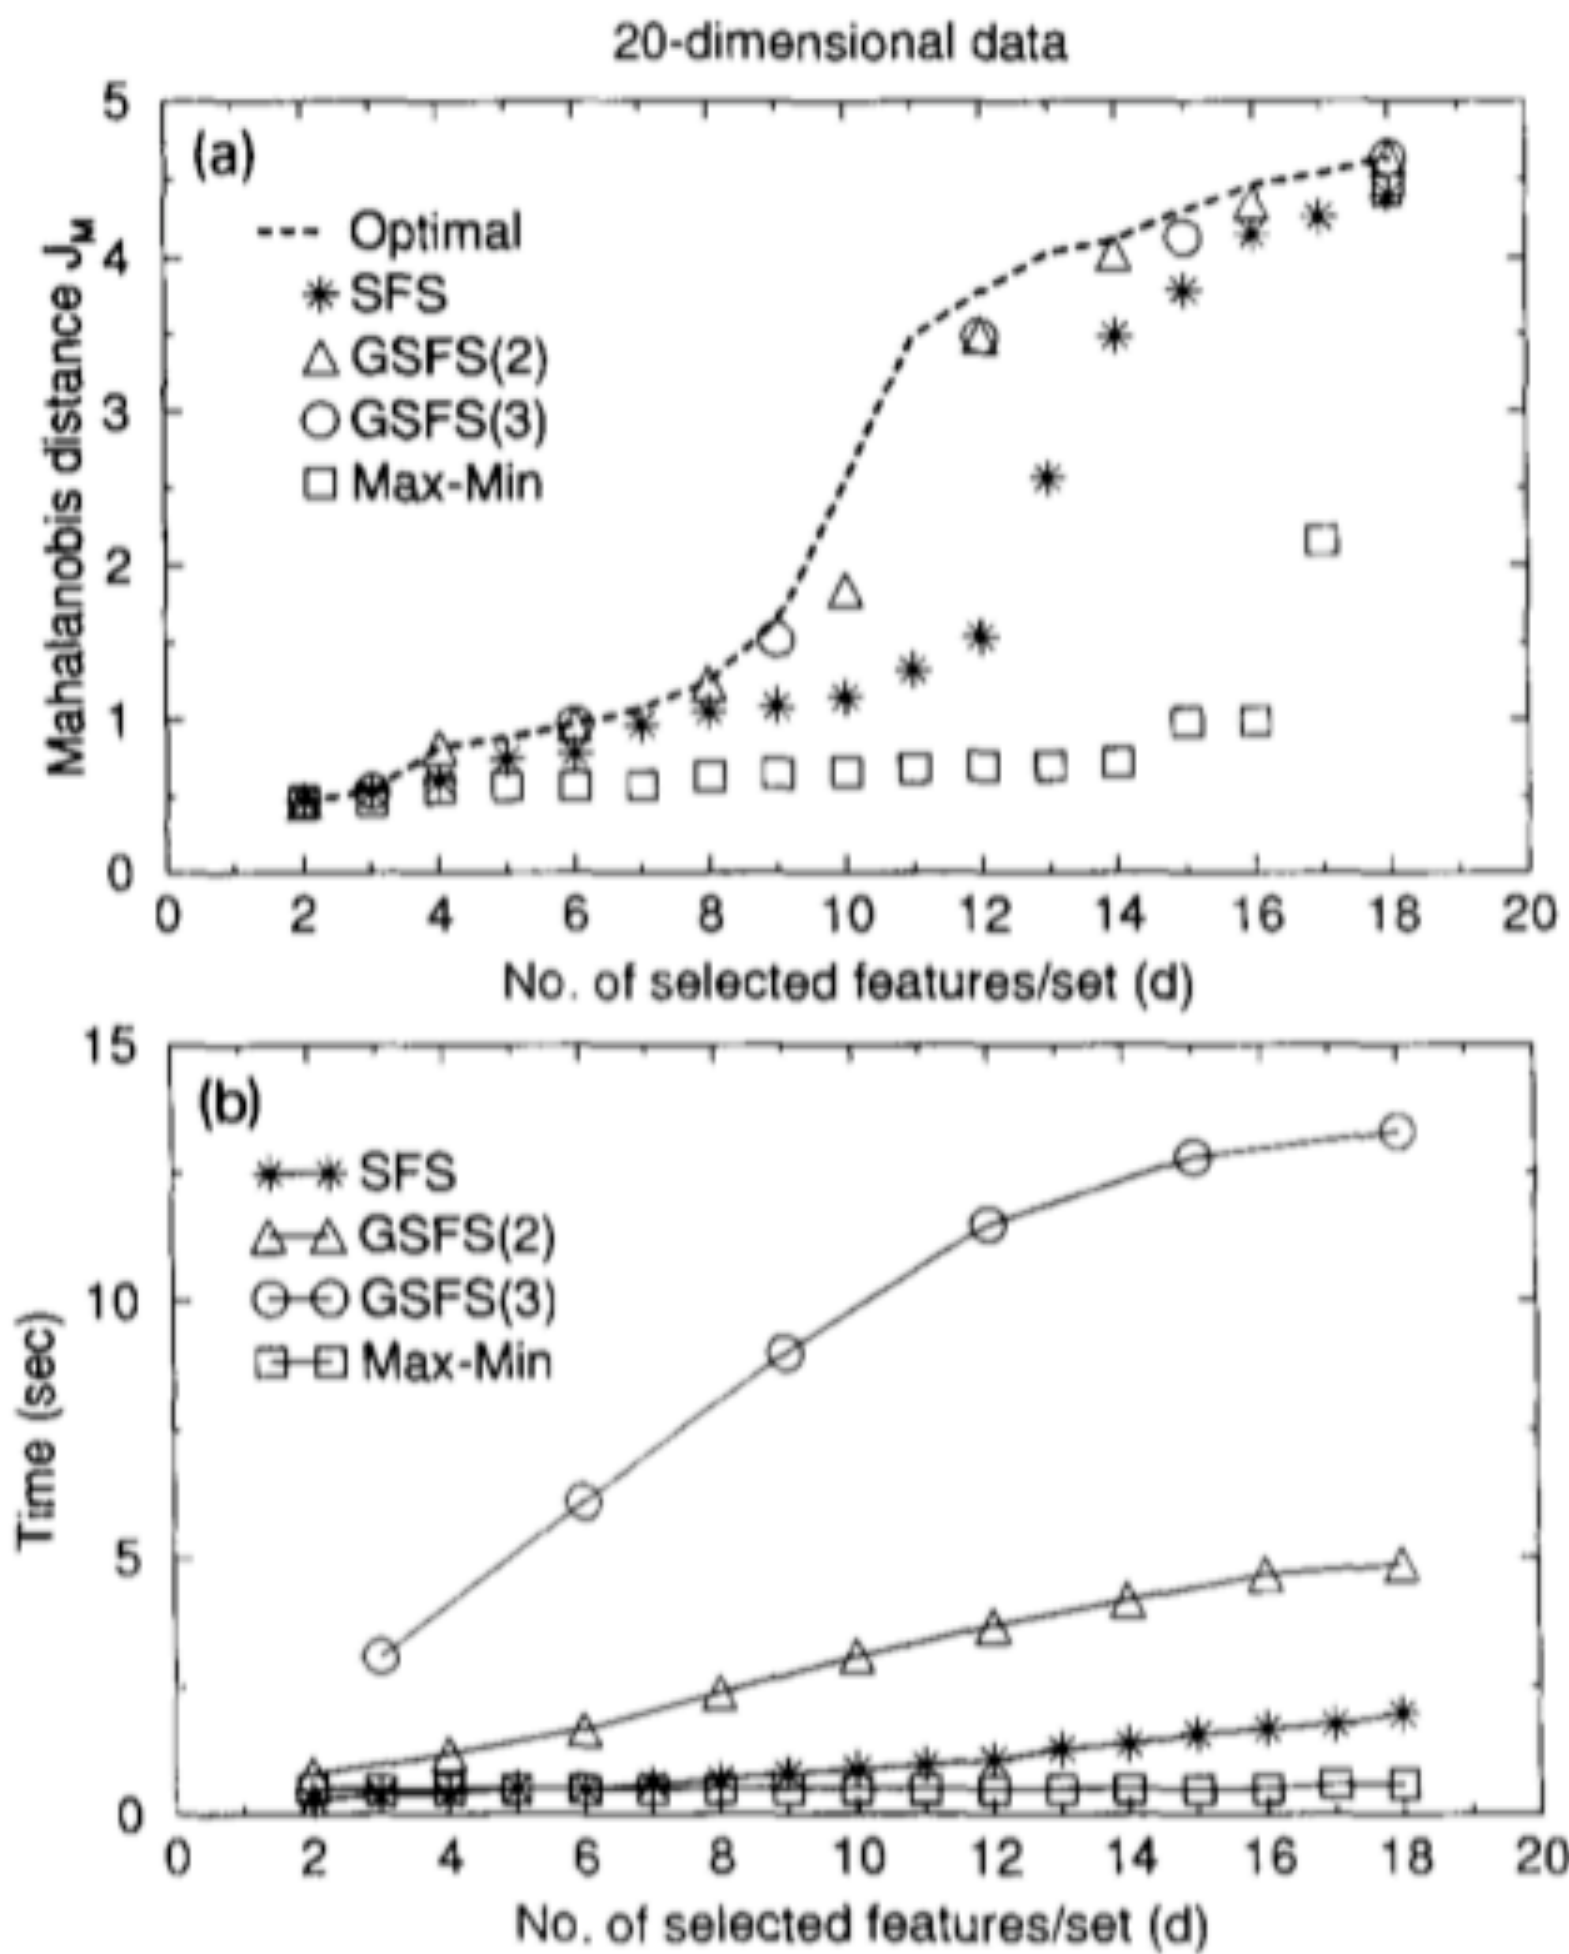 20-dimensional data
(a)
Mahalanobis distance J_M
5
4
3
2
1
0
Optimal
SFS
GSFS(2)
GSFS(3)
Max-Min
0 2 4 6 8 10 12 14 16 18 20
No. of selected features/set (d)
(b)
Time (sec)
15
10
5
0
SFS
GSFS(2)
GSFS(3)
Max-Min
0 2 4 6 8 10 12 14 16 18 20
No. of selected features/set (d)